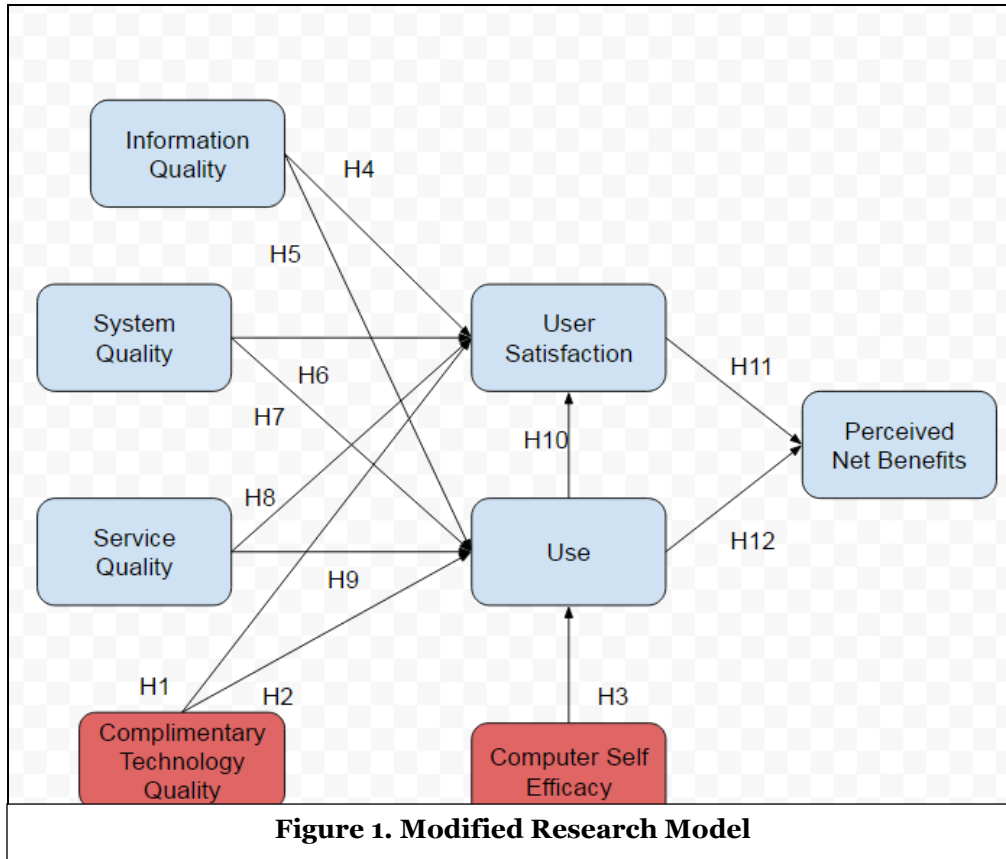 Information
Quality
H4
H5
System
Quality
User
Satisfaction
H6
H7
H11
H10
Perceived
Net Benefits
Service
Quality
H8
Use
H12
H9
H1
H2
H3
Complimentary
Technology
Quality
Computer Self
Efficacy
Figure 1. Modified Research Model